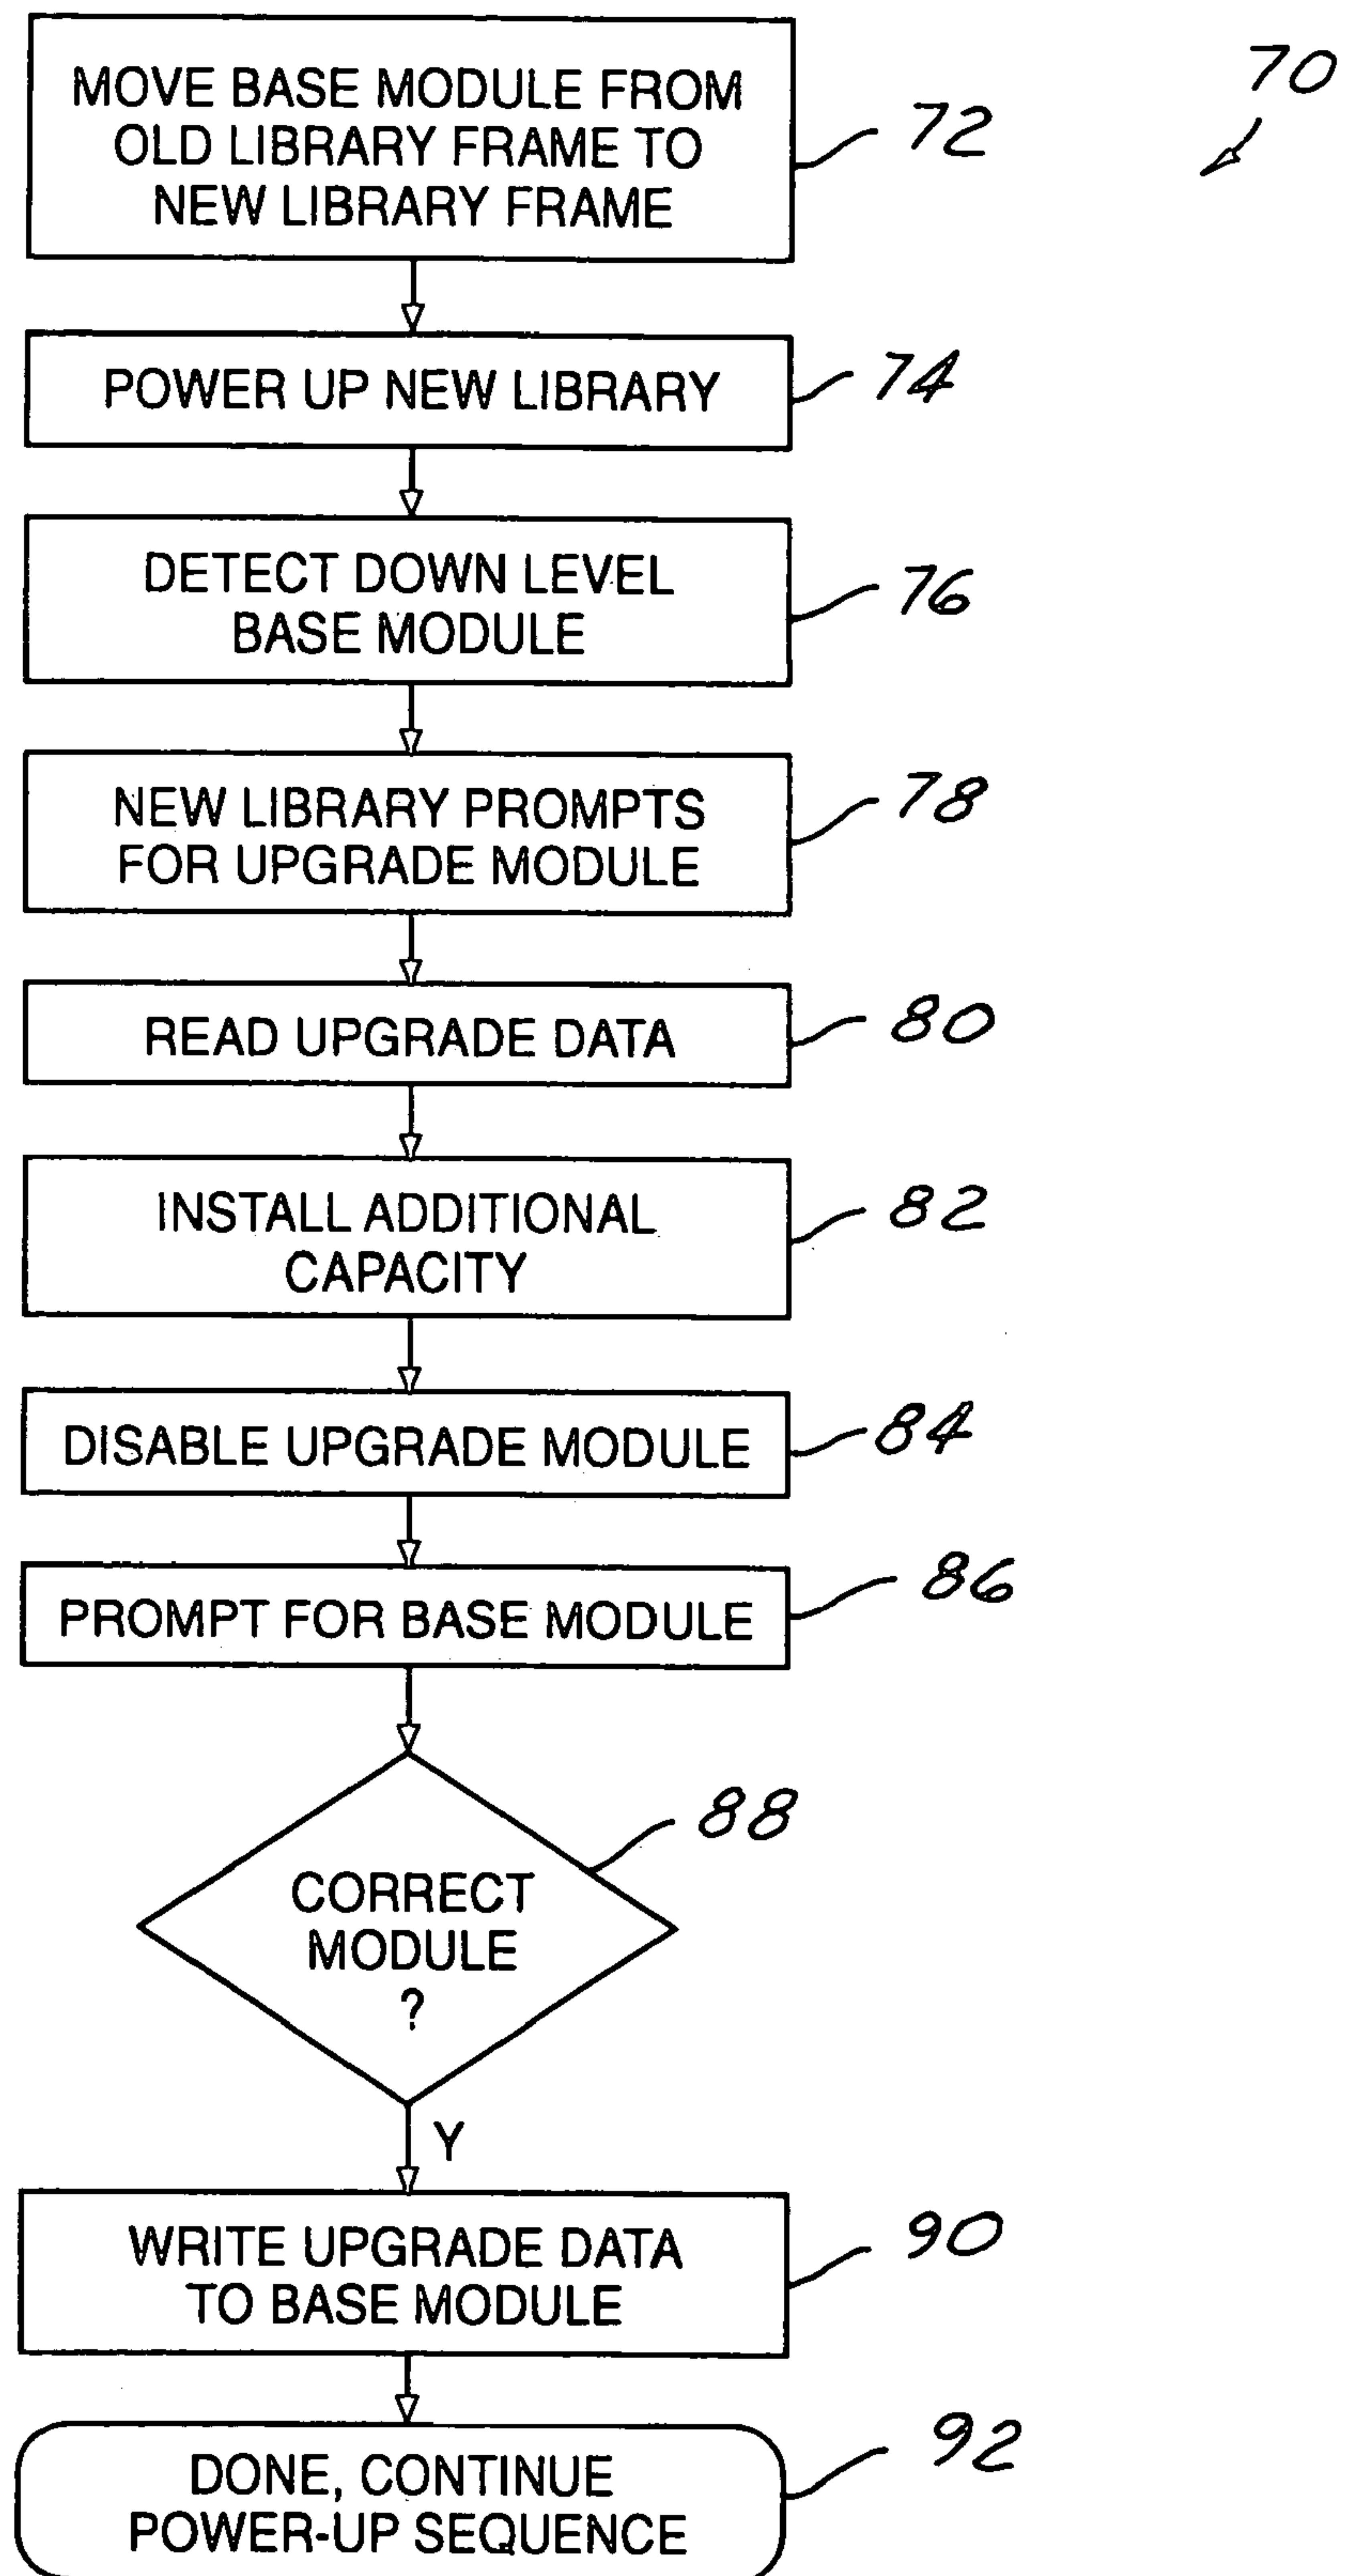 70
MOVE BASE MODULE FROM
OLD LIBRARY FRAME TO
NEW LIBRARY FRAME
72
POWER UP NEW LIBRARY
74
DETECT DOWN LEVEL
BASE MODULE
76
NEW LIBRARY PROMPTS
FOR UPGRADE MODULE
78
READ UPGRADE DATA
80
INSTALL ADDITIONAL
CAPACITY
82
DISABLE UPGRADE MODULE
84
PROMPT FOR BASE MODULE
86
CORRECT
MODULE
?
88
Y
WRITE UPGRADE DATA
TO BASE MODULE
90
DONE, CONTINUE
POWER-UP SEQUENCE
92